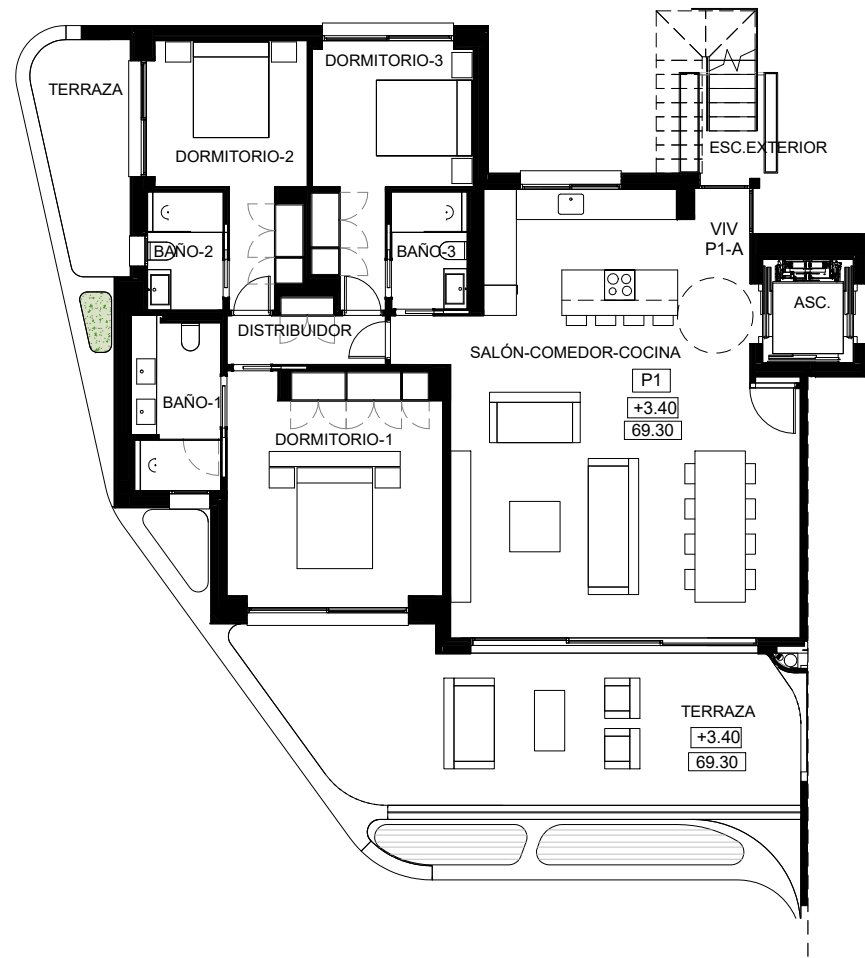 DORMITORIO-3
TERRAZA
ESC.EXTERIOR
DORMITORIO-2
VIV
P1-A
BAÑO-2
BAÑO-3
ASC.
DISTRIBUIDOR
SALÓN-COMEDOR-COCINA
P1
+3.40
69.30
BAÑO-1
DORMITORIO-1
TERRAZA
+3.40
69.30